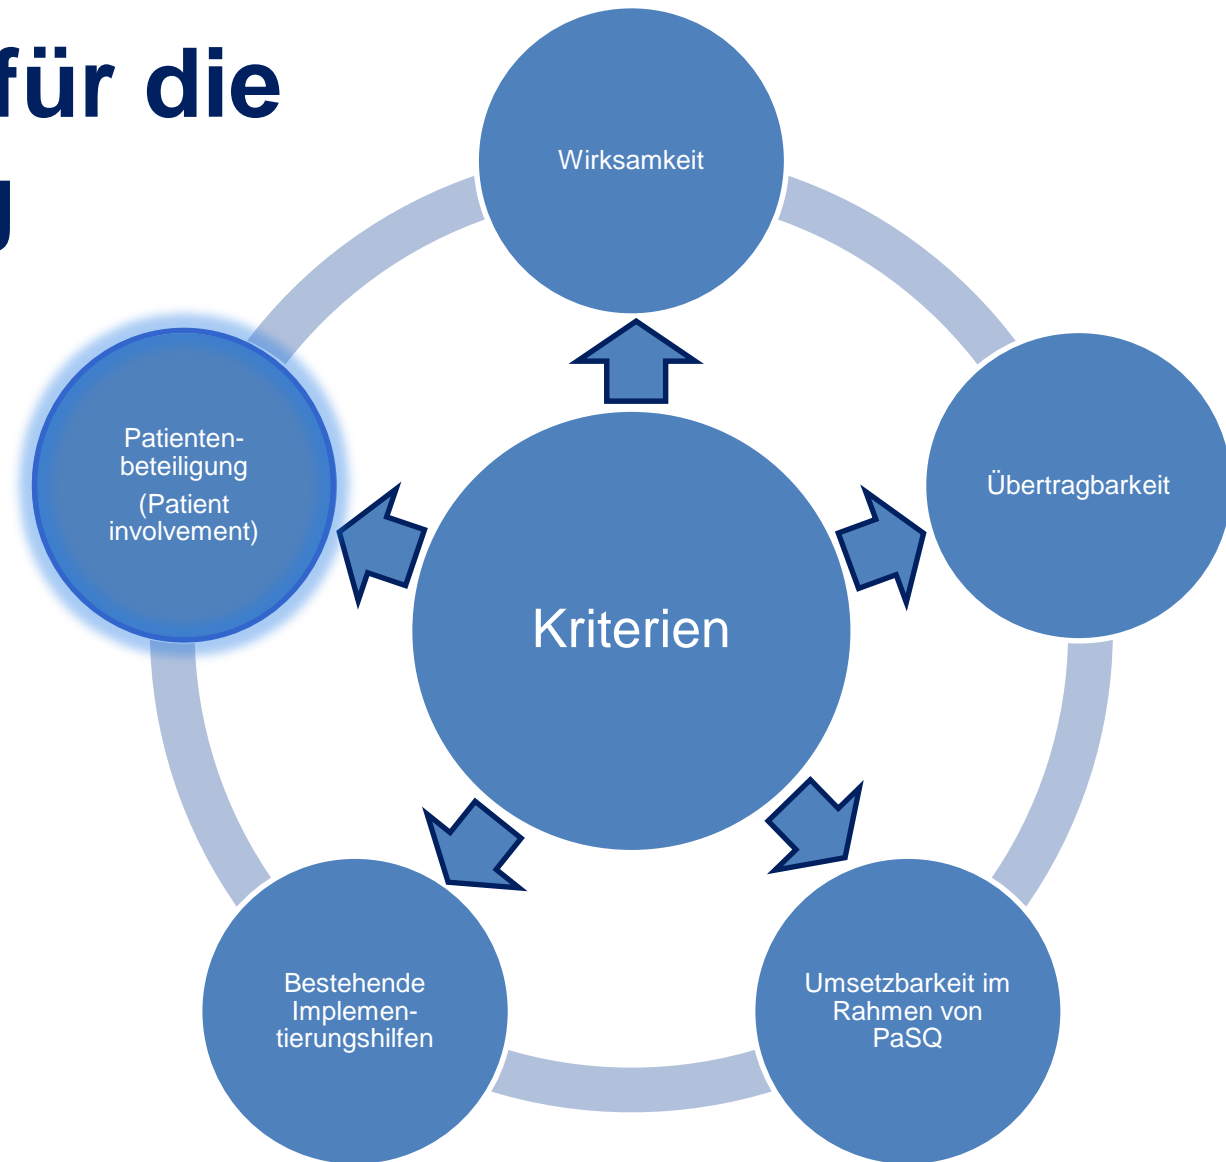 für die
g
Wirksamkeit
Patienten-
beteiligung
(Patient
involvement)
Übertragbarkeit
Kriterien
Bestehende
Implemen-
tierungshilfen
Umsetzbarkeit im
Rahmen von
PaSQ